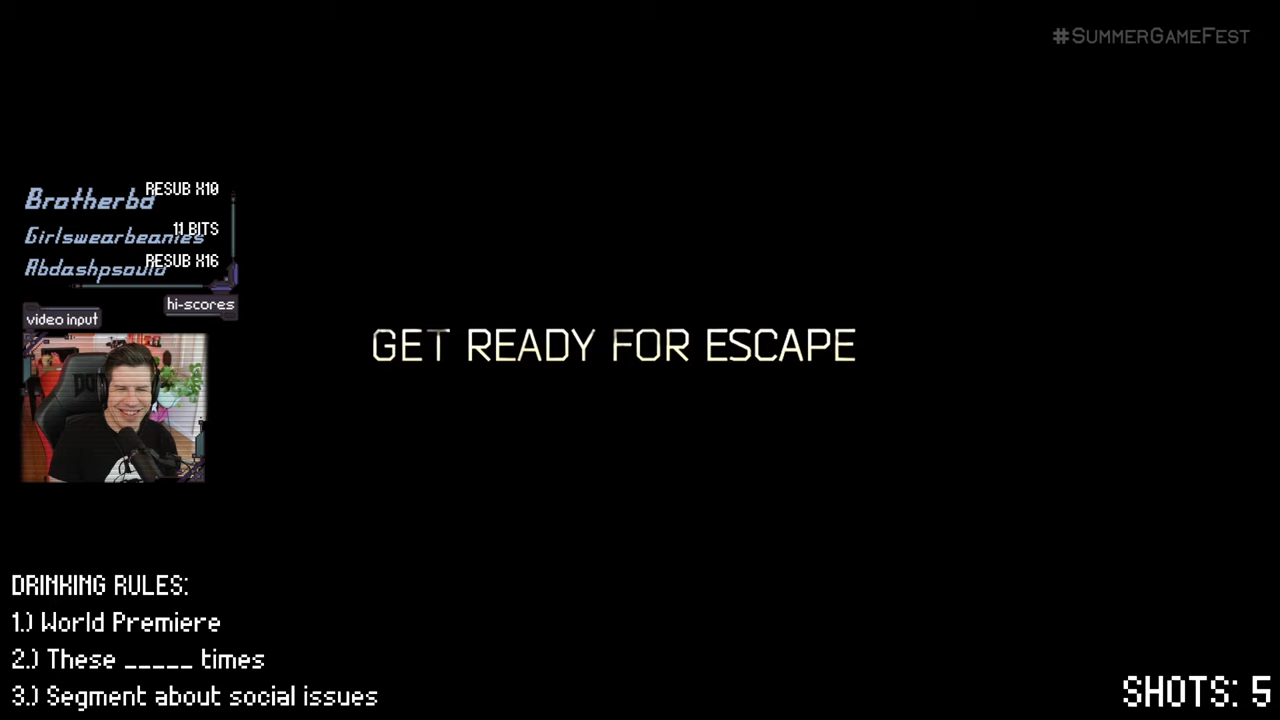 #SUMMERGAMEFEST
RESUB X10
Brotherbd
11 BITS
Girlswearbeanies
RESUB X16
Abdashpsould
hi-scores
video input
GET READY FOR ESCAPE
DRINKING RULES:
1.) World Premiere
2.) These _____ times
3.) Segment about social issues
SHOTS: 5